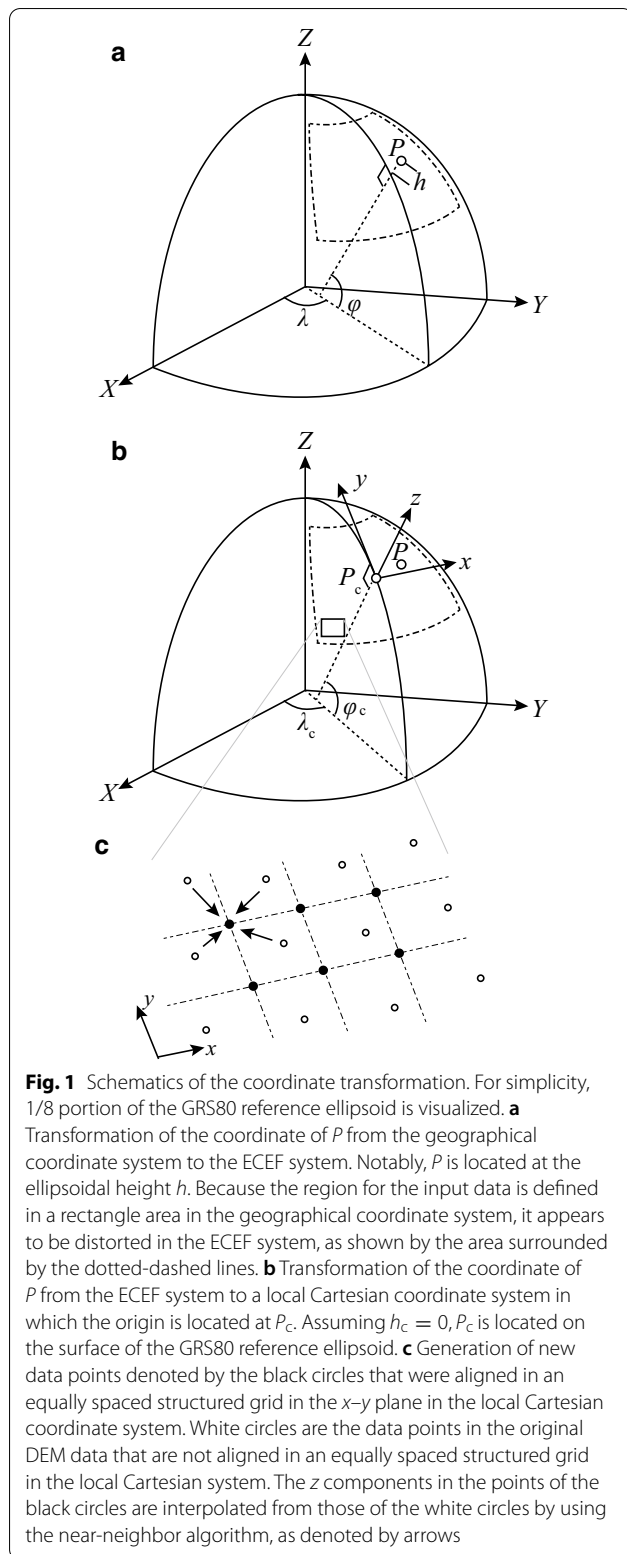 a
Z
P
h
φ
λ
Y
X
b
Z
y
z
P
x
Pc
φc
λc
Y
X
c
y
x
Fig. 1 Schematics of the coordinate transformation. For simplicity,
1/8 portion of the GRS80 reference ellipsoid is visualized. a
Transformation of the coordinate of P from the geographical
coordinate system to the ECEF system. Notably, P is located at the
ellipsoidal height h. Because the region for the input data is defined
in a rectangle area in the geographical coordinate system, it appears
to be distorted in the ECEF system, as shown by the area surrounded
by the dotted-dashed lines. b Transformation of the coordinate of
P from the ECEF system to a local Cartesian coordinate system in
which the origin is located at Pc. Assuming hc = 0, Pc is located on
the surface of the GRS80 reference ellipsoid. c Generation of new
data points denoted by the black circles that were aligned in an
equally spaced structured grid in the x–y plane in the local Cartesian
coordinate system. White circles are the data points in the original
DEM data that are not aligned in an equally spaced structured grid
in the local Cartesian system. The z components in the points of the
black circles are interpolated from those of the white circles by using
the near-neighbor algorithm, as denoted by arrows